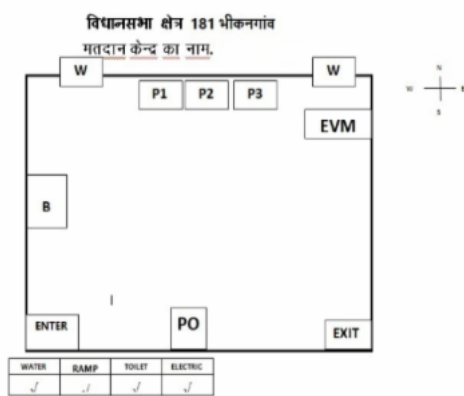 विधानसभा क्षेत्र 181 भीकनगांव
मतदान केन्द्र का नाम.
W W
P1 P2 P3
N
W E
S
EVM
B
ENTER PO EXIT
WATER RAMP TOILET ELECTRIC
√ √ √ √